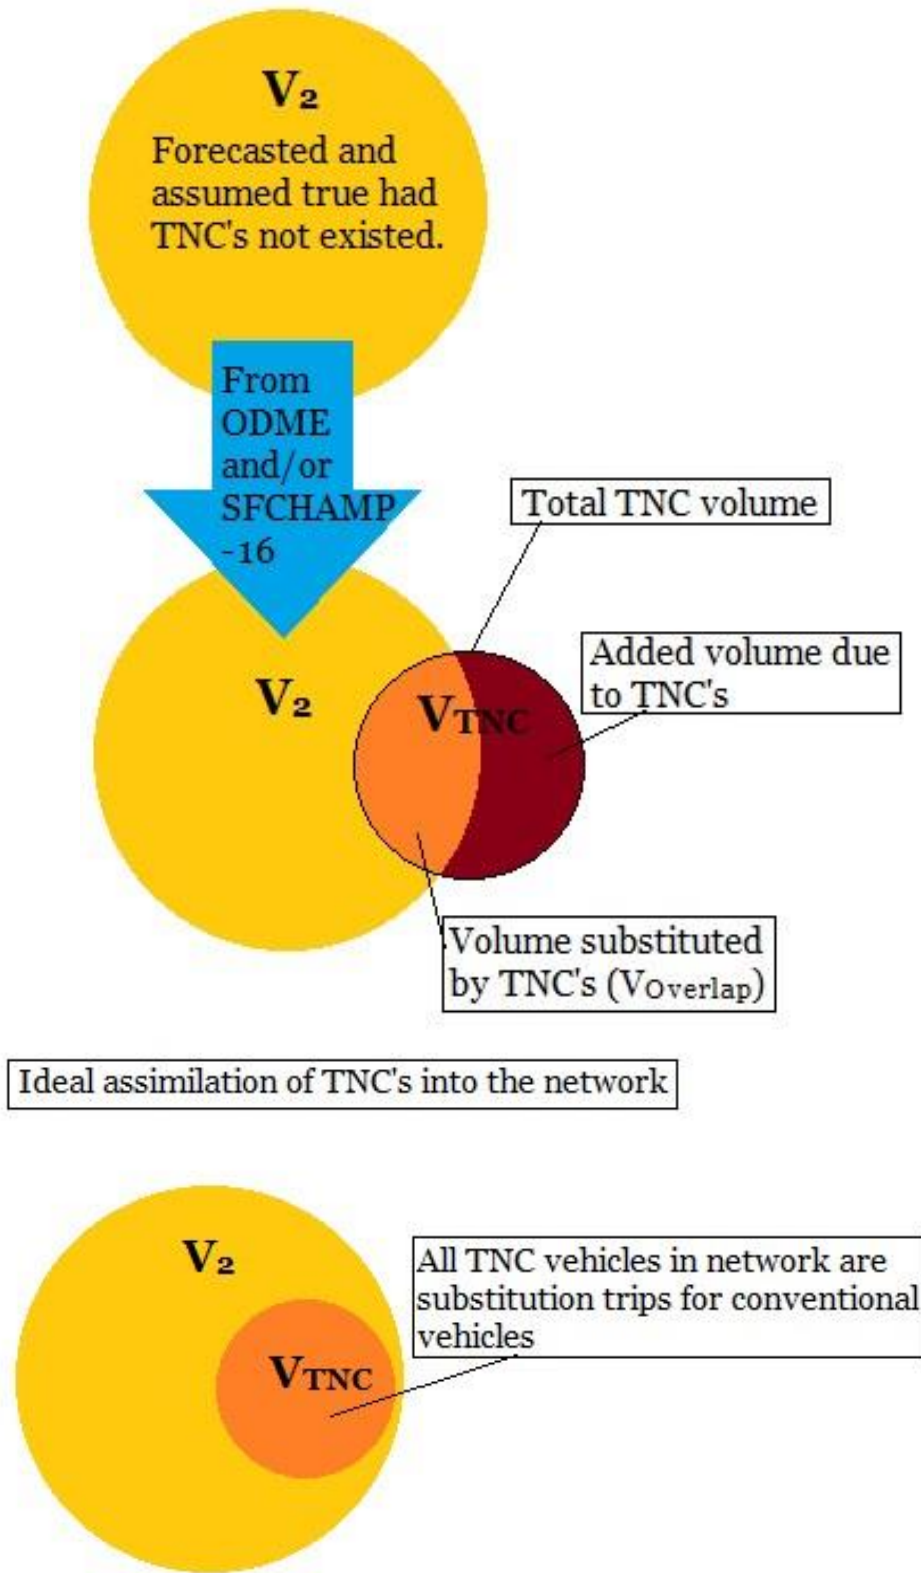 V₂
Forecasted and
assumed true had
TNC's not existed.
From
ODME
and/or
SFCHAMP
-16
Total TNC volume
Added volume due
to TNC's
V₂
VTNC
Volume substituted
by TNC's (VOverlap)
Ideal assimilation of TNC's into the network
V₂
All TNC vehicles in network are
substitution trips for conventional
vehicles
VTNC